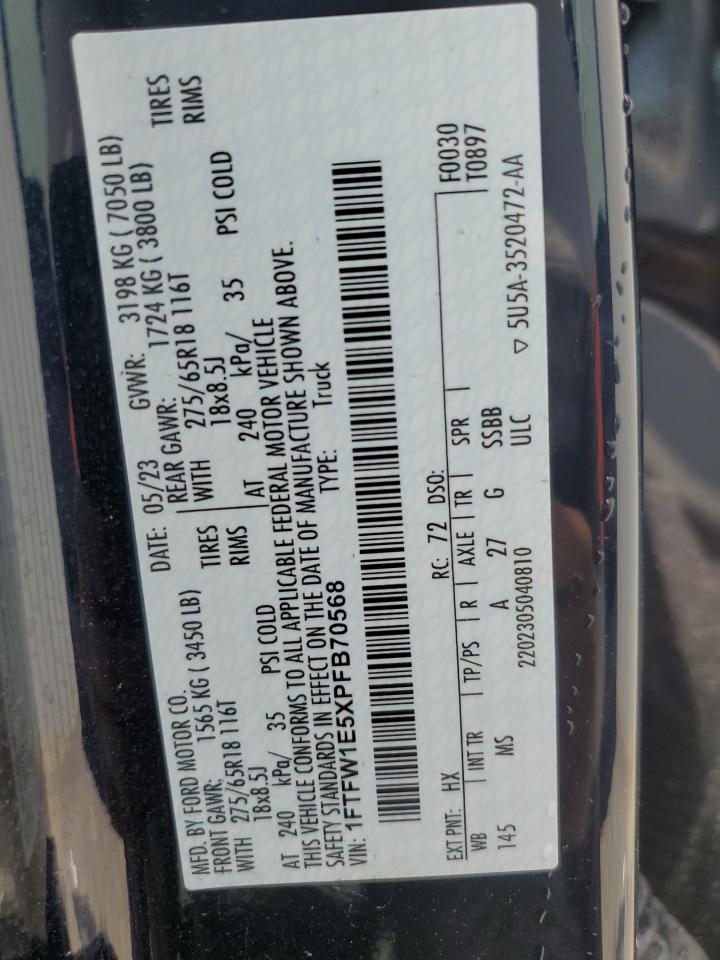 MFD. BY FORD MOTOR CO. DATE: 05/23 GVWR: 3198 KG ( 7050 LB)
FRONT GAWR: 1565 KG ( 3450 LB) REAR GAWR: 1724 KG ( 3800 LB)
WITH 275/65R18 116T TIRES WITH 275/65R18 116T TIRES
18x8.5J RIMS 18x8.5J RIMS
AT 240 kPa/ 35 PSI COLD AT 240 kPa/ 35 PSI COLD
THIS VEHICLE CONFORMS TO ALL APPLICABLE FEDERAL MOTOR VEHICLE
SAFETY STANDARDS IN EFFECT ON THE DATE OF MANUFACTURE SHOWN ABOVE.
VIN: 1FTFW1E5XPFB70568 TYPE: Truck
EXT PNT: HX RC: 72 DSO: F0030
WB INT TR TP/PS R AXLE TR SPR T0897
145 MS A 27 G SSBB
2202305040810 ULC ▽ 5U5A-3520472-AA